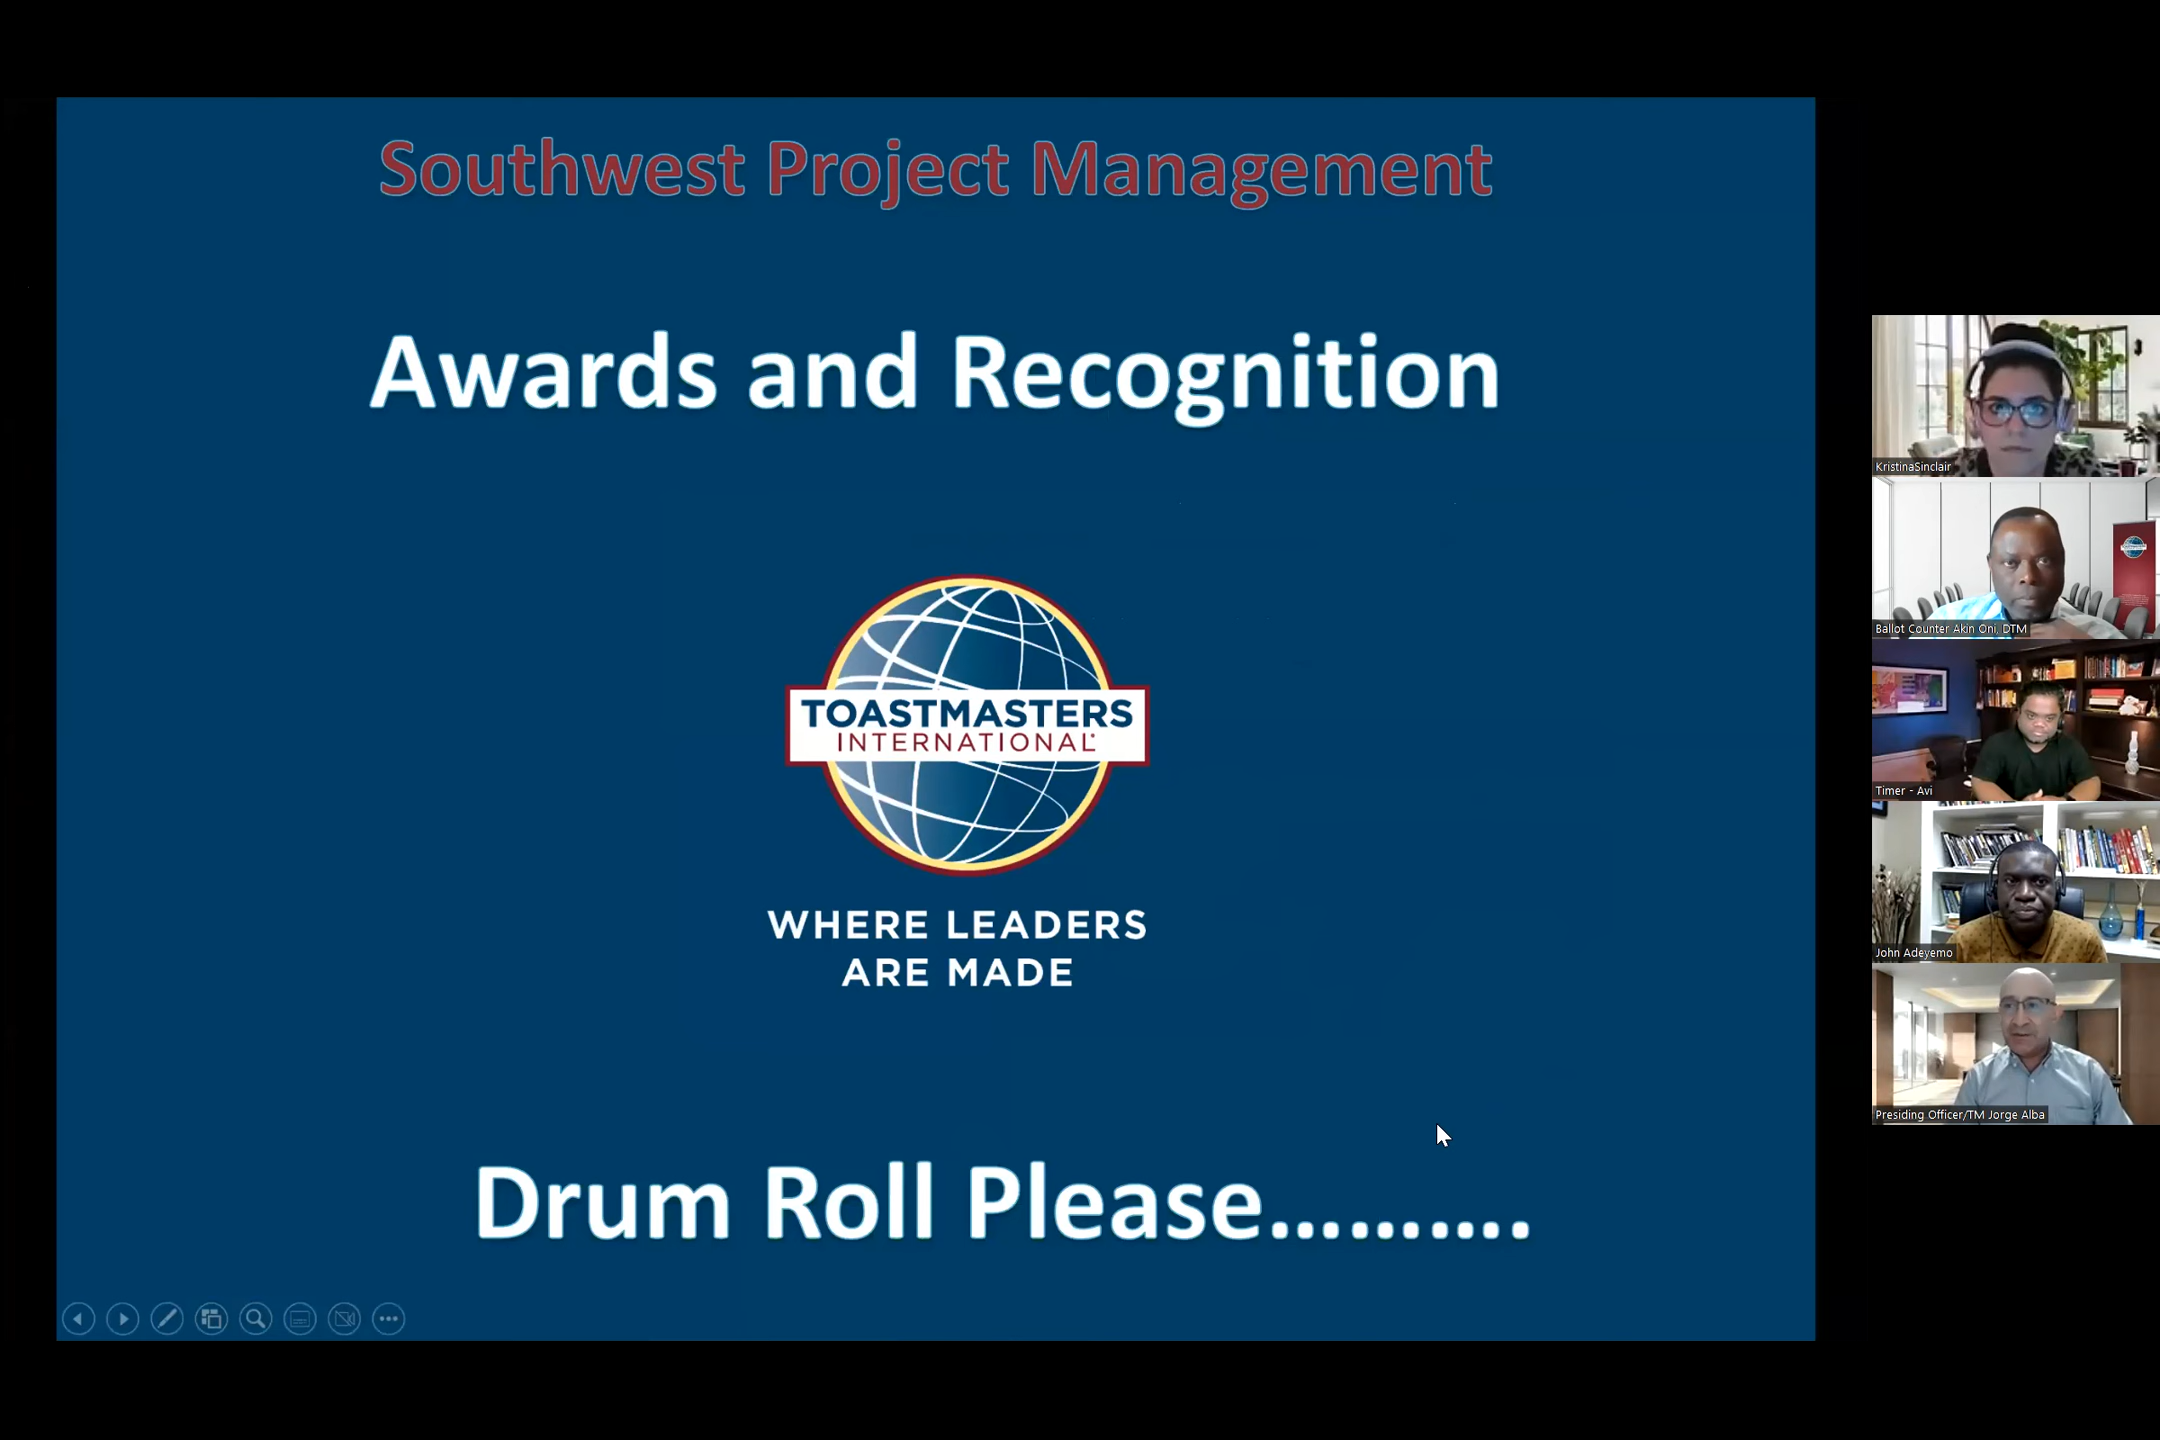 Southwest Project Management
Awards and Recognition
TOASTMASTERS
INTERNATIONAL
WHERE LEADERS
ARE MADE
Drum Roll Please..........
KristinaSinclair
Ballot Counter Akin Oni, DTM
Timer - Avi
John Adeyemo
Presiding Officer/TM Jorge Alba